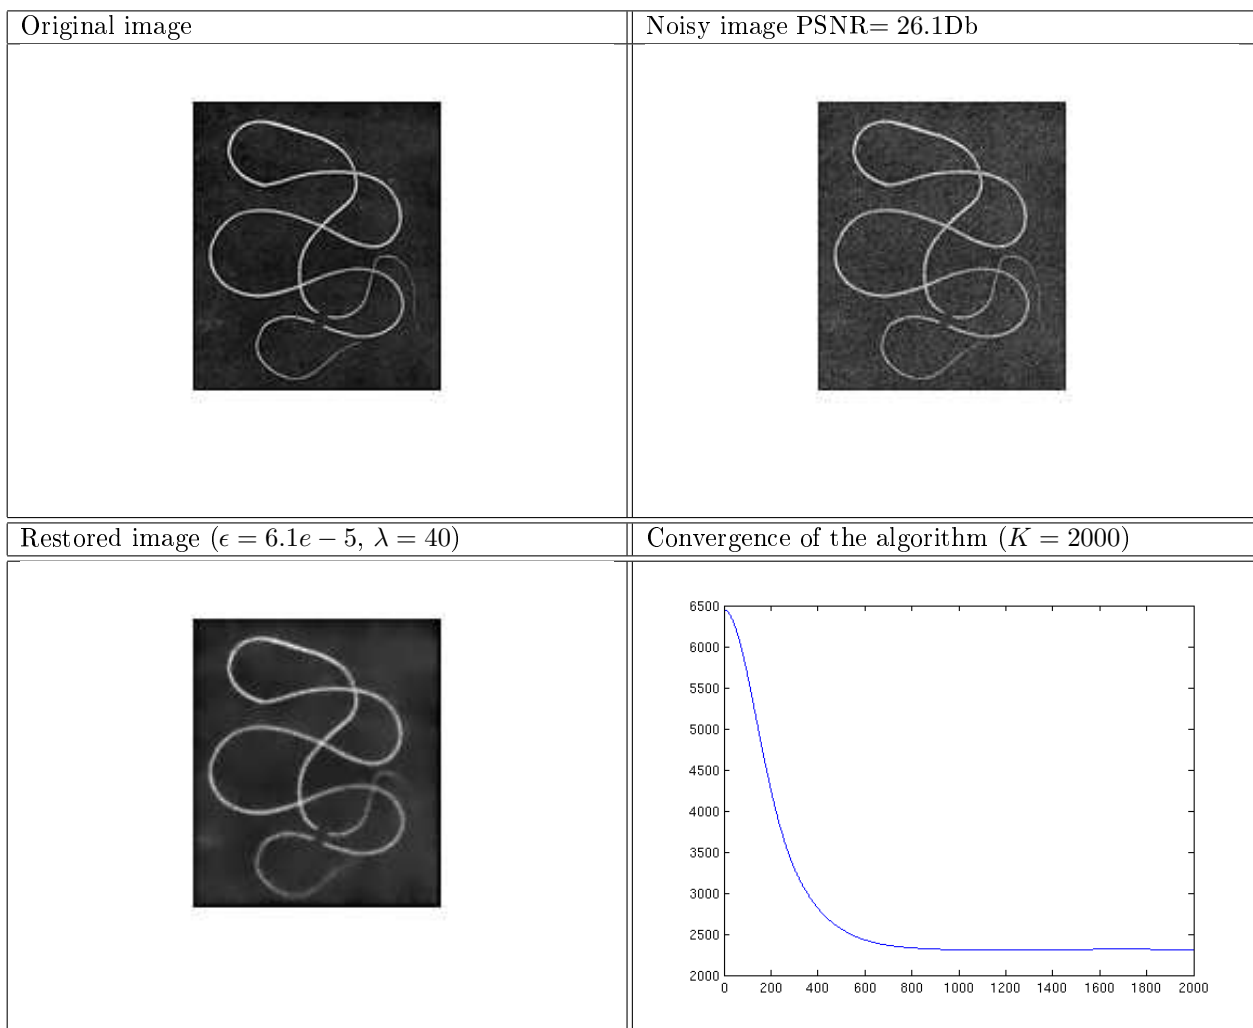 Original image
Noisy image PSNR= 26.1Db
Restored image (ϵ = 6.1e − 5, λ = 40)
Convergence of the algorithm (K = 2000)
6500
6000
5500
5000
4500
4000
3500
3000
2500
2000
0 200 400 600 800 1000 1200 1400 1600 1800 2000